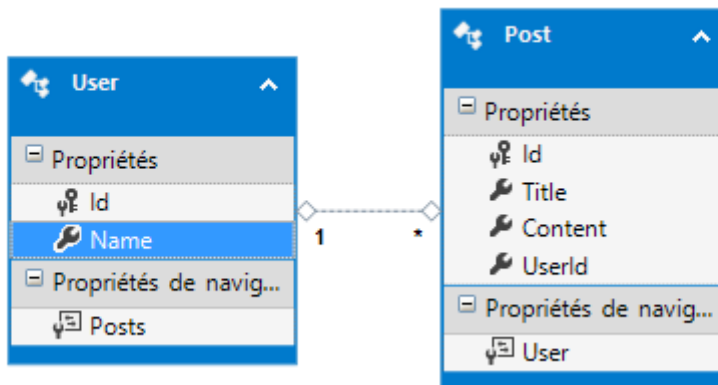 User
Propriétés
Id
Name
Propriétés de navig...
Posts
1
*
Post
Propriétés
Id
Title
Content
UserId
Propriétés de navig...
User